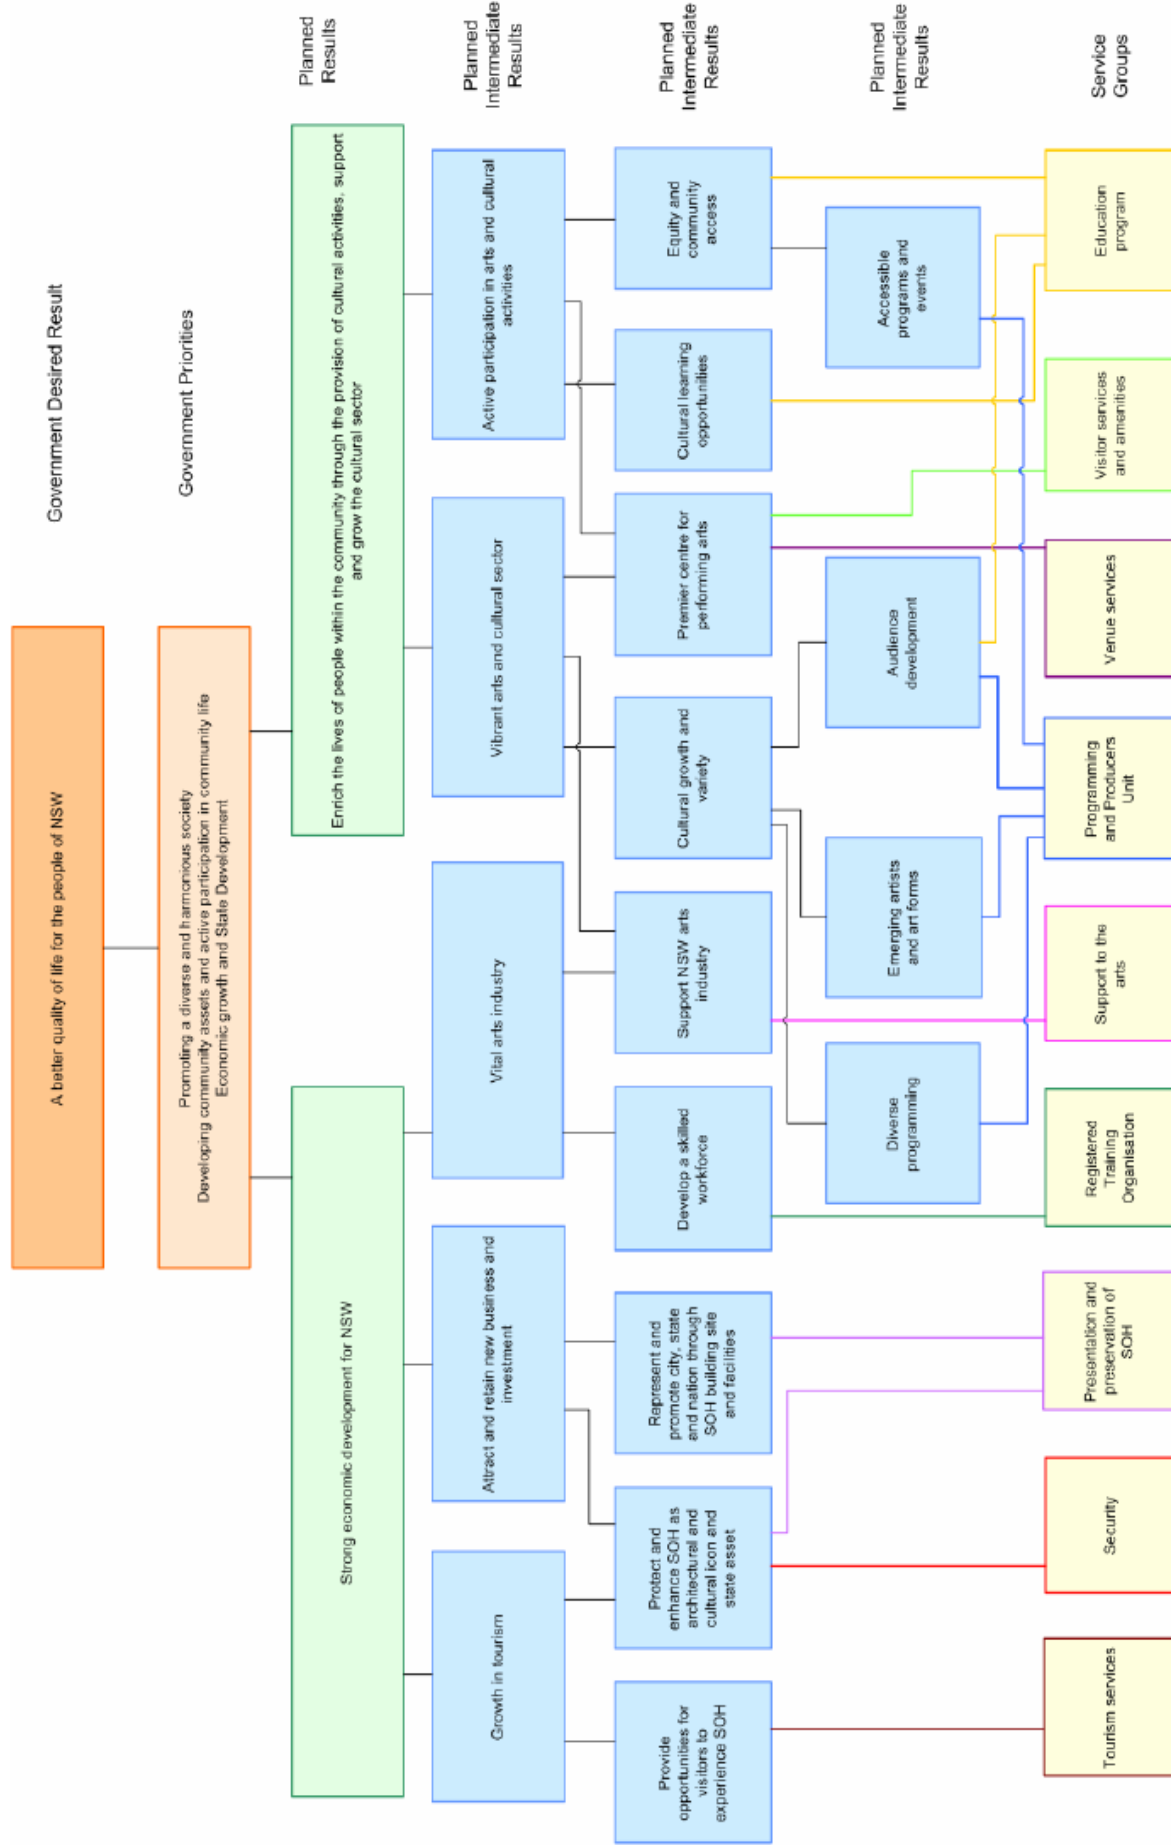 Government Desired Result
A better quality of life for the people of NSW
Government Priorities
Promoting a diverse and harmonious society
Developing community assets and active participation in community life
Economic growth and State Development
Planned
Results
Strong economic development for NSW
Enrich the lives of people within the community through the provision of cultural activities, support
and grow the cultural sector
Planned
Intermediate
Results
Growth in tourism
Attract and retain new business and
investment
Vital arts industry
Vibrant arts and cultural sector
Active participation in arts and cultural
activities
Planned
Intermediate
Results
Provide
opportunities for
visitors to
experience SOH
Protect and
enhance SOH as
architectural and
cultural icon and
state asset
Represent and
promote city, state
and nation through
SOH building site
and facilities
Develop a skilled
workforce
Support NSW arts
industry
Cultural growth and
variety
Premier centre for
performing arts
Cultural learning
opportunities
Equity and
community
access
Planned
Intermediate
Results
Diverse
programming
Emerging artists
and art forms
Audience
development
Accessible
programs and
events
Service
Groups
Tourism services
Security
Presentation and
preservation of
SOH
Registered
Training
Organisation
Support to the
arts
Programming
and Producers
Unit
Venue services
Visitor services
and amenities
Education
program